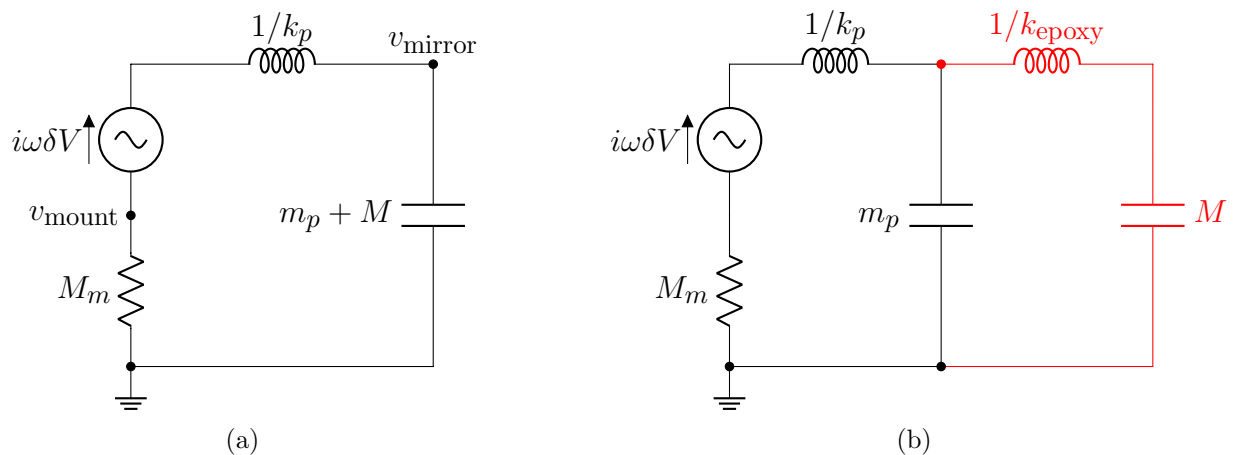 1/k_p
v_mirror
iωδV
v_mount
m_p + M
M_m
(a)
1/k_p
1/k_epoxy
iωδV
m_p
M
M_m
(b)